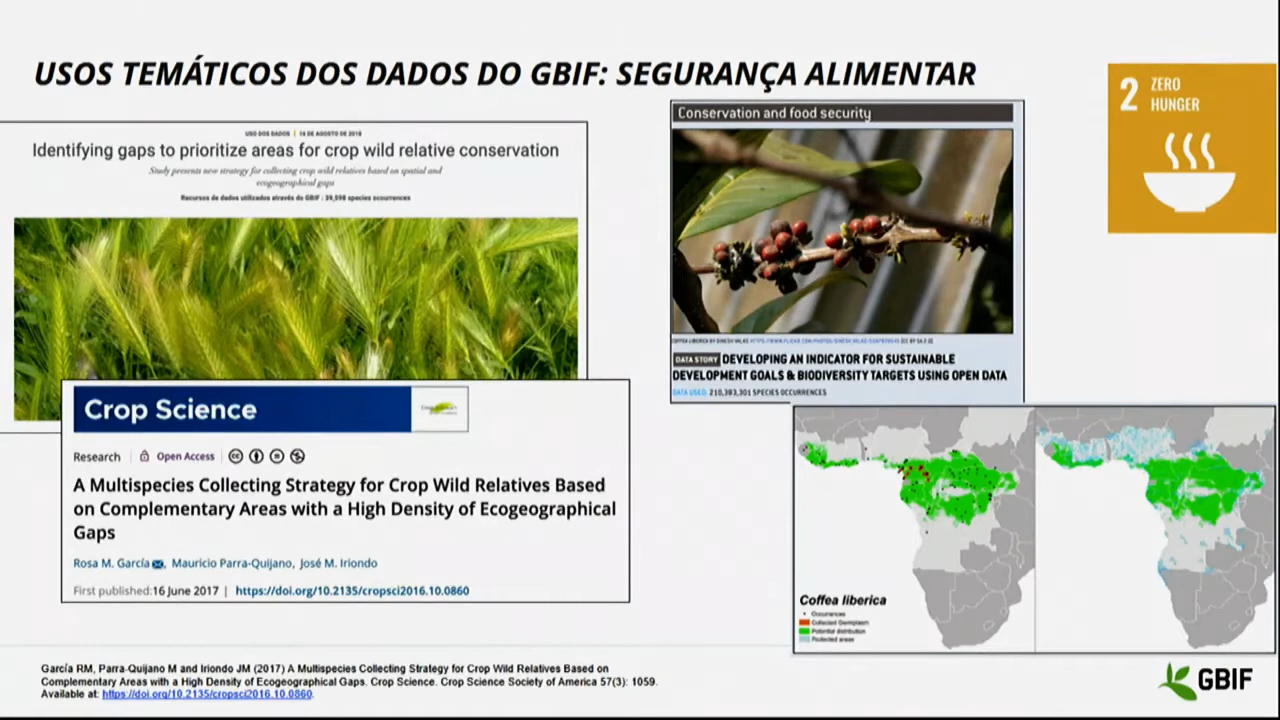 USOS TEMÁTICOS DOS DADOS DO GBIF: SEGURANÇA ALIMENTAR
2 ZERO
HUNGER
USO DOS DADOS | 16 DE AGOSTO DE 2018
Identifying gaps to prioritize areas for crop wild relative conservation
Study presents new strategy for collecting crop wild relatives based on spatial and
ecogeographical gaps
Recursos de dados utilizados através do GBIF : 39,598 species ocurrences
Conservation and food security
COFFEA LIBERICA BY DINESH VALKE
DATA STORY DEVELOPING AN INDICATOR FOR SUSTAINABLE
DEVELOPMENT GOALS & BIODIVERSITY TARGETS USING OPEN DATA
DATA USED: 210,383,301 SPECIES OCCURRENCES
Crop Science
Research Open Access
A Multispecies Collecting Strategy for Crop Wild Relatives Based
on Complementary Areas with a High Density of Ecogeographical
Gaps
Rosa M. García, Mauricio Parra-Quijano, José M. Iriondo
First published:16 June 2017 | https://doi.org/10.2135/cropsci2016.10.0860
Coffea liberica
Occurrences
Collected Germplasm
Potential distribution
Protected areas
García RM, Parra-Quijano M and Iriondo JM (2017) A Multispecies Collecting Strategy for Crop Wild Relatives Based on
Complementary Areas with a High Density of Ecogeographical Gaps. Crop Science. Crop Science Society of America 57(3): 1059.
Available at: https://doi.org/10.2135/cropsci2016.10.0860.
GBIF